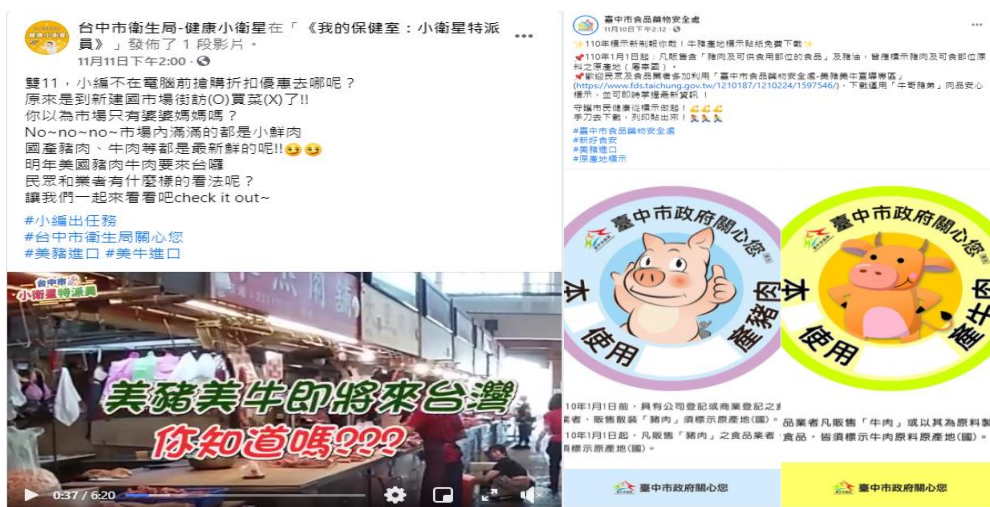 台中市衛生局-健康小衛星在「《我的保健室:小衛星特派
員》」發佈了 1 段影片。
11月11日下午2:00
雙11,小編不在電腦前搶購折扣優惠去哪呢?
原來是到新建國市場街訪(O)買菜(X)了!!
你以為市場只有婆婆媽媽嗎?
No~no~no~市場內滿滿的都是小鮮肉
國產豬肉、牛肉等都是最新鮮的呢!!
明年美國豬肉牛肉要來台囉
民眾和業者有什麼樣的看法呢?
讓我們一起來看看吧check it out~
#小編出任務
#台中市衛生局關心您
#美豬進口 #美牛進口
台中市
小衛星特派員
美豬美牛即將來台灣
你知道嗎???
0:37 / 6:20
臺中市食品藥物安全處
11月10日下午2:12
110年標示新制報你哉!牛豬產地標示貼紙免費下載
110年1月1日起:凡販售含「豬肉及可供食用部位的食品」及豬油,皆應標示豬肉及可食部位原
料之原產地(屠宰國)。
歡迎民眾及食品業者多加利用「臺中市食品藥物安全處-美豬美牛宣導專區」
(https://www.fds.taichung.gov.tw/1210187/1210224/1597546/),下載運用「牛哥豬弟」肉品安心
標示,並可即時掌握最新資訊!
守護市民健康從標示做起!
手刀去下載,列印貼出來!
#臺中市食品藥物安全處
#新好食安
#美豬進口
#原產地標示
臺中市政府關心您
本
使用
產豬肉
臺中市政府關心您
本
使用
產牛肉
10年1月1日前,具有公司登記或商業登記之
業者,販售散裝「豬肉」須標示原產地(國)。
10年1月1日起,凡販售「豬肉」之食品業者
須標示原產地(國)。
品業者凡販售「牛肉」或以其為原料製
食品,皆須標示牛肉原料原產地(國)。
臺中市政府關心您
臺中市政府關心您